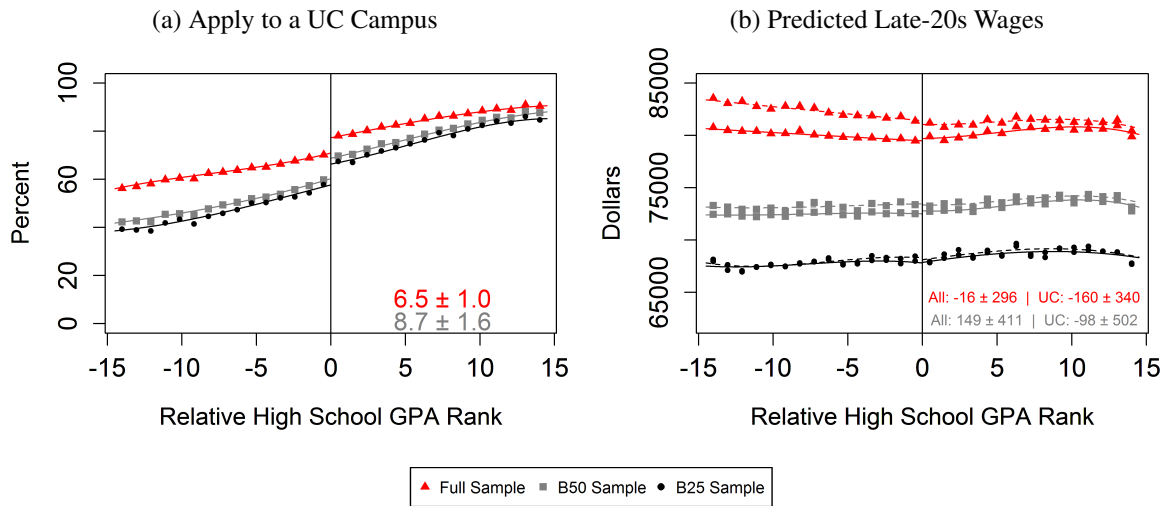 (a) Apply to a UC Campus
Percent
100
60
20
0
6.5 ± 1.0
8.7 ± 1.6
-15 -10 -5 0 5 10 15
Relative High School GPA Rank
(b) Predicted Late-20s Wages
Dollars
85000
75000
65000
All: -16 ± 296 | UC: -160 ± 340
All: 149 ± 411 | UC: -98 ± 502
-15 -10 -5 0 5 10 15
Relative High School GPA Rank
Full Sample B50 Sample B25 Sample